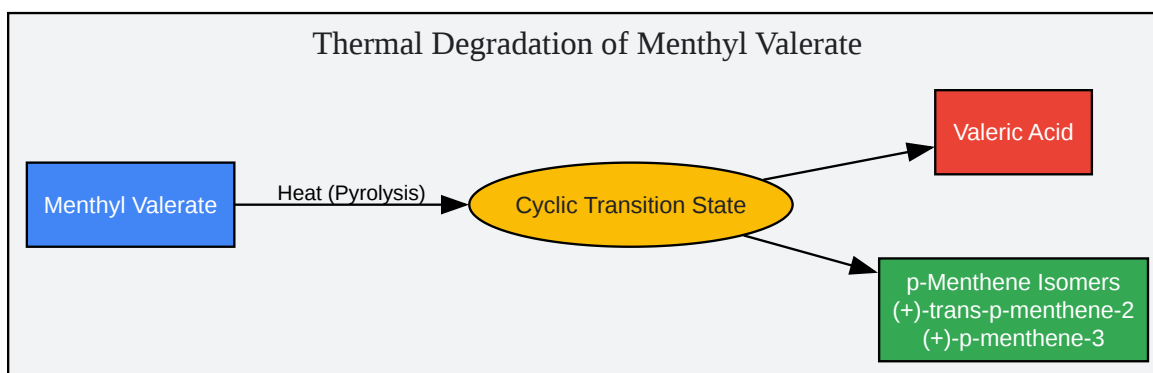 Thermal Degradation of Menthyl Valerate
Menthyl Valerate
Heat (Pyrolysis)
Cyclic Transition State
Valeric Acid
p-Menthene Isomers
(+)-trans-p-menthene-2
(+)-p-menthene-3